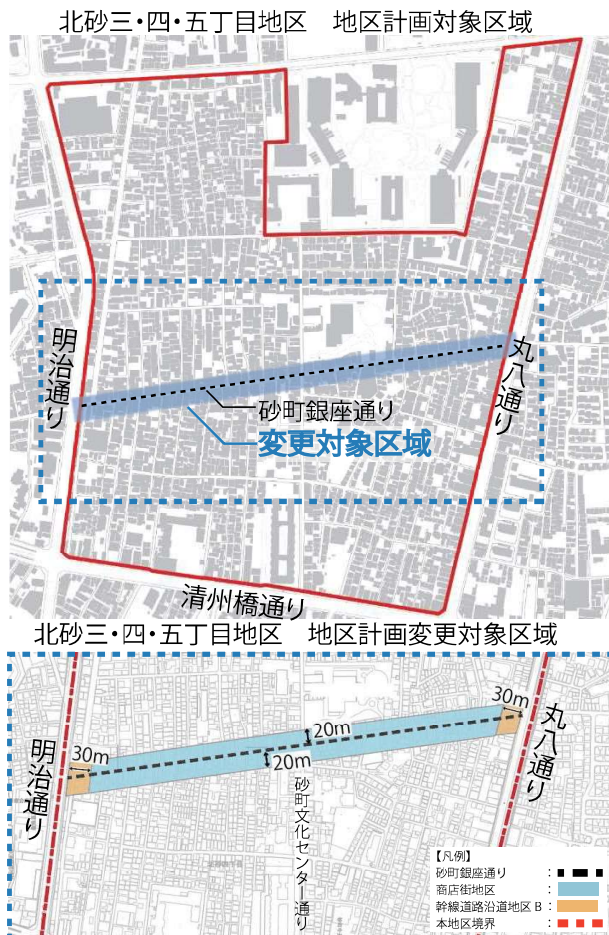 北砂三・四・五丁目地区　地区計画対象区域
明治通り
丸八通り
砂町銀座通り
変更対象区域
清州橋通り
北砂三・四・五丁目地区　地区計画変更対象区域
30m
20m
丸八通り
30m
20m
明治通り
砂町文化センター通り
【凡例】
砂町銀座通り　：
商店街地区　：
幹線道路沿道地区 B ：
本地区境界　：